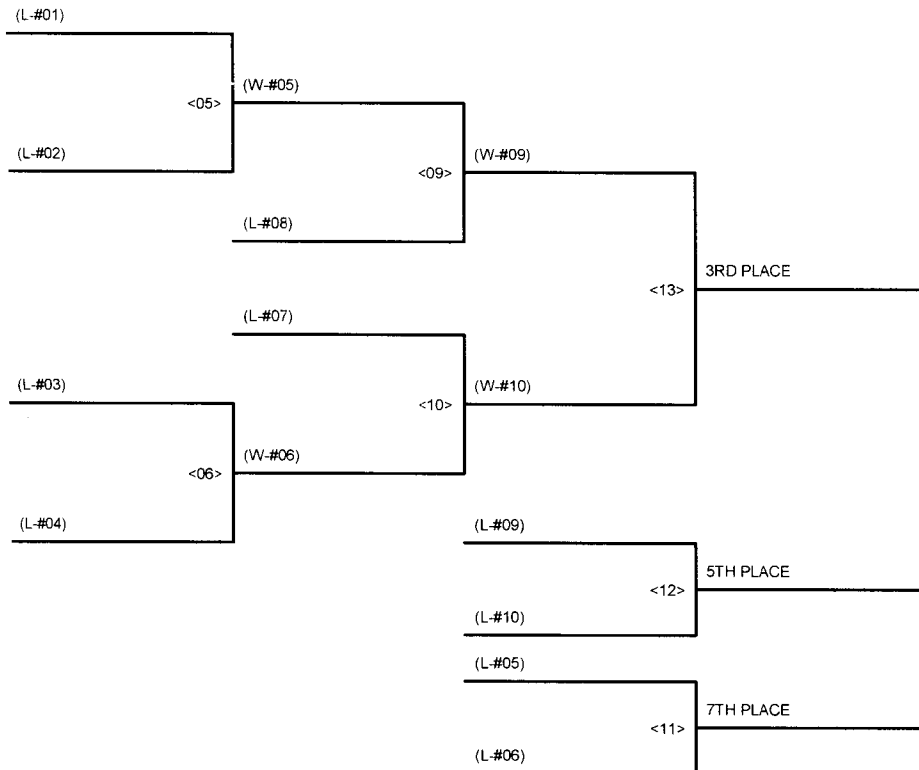 (L-#01)
(W-#05)
<05>
(L-#02)
(W-#09)
<09>
(L-#08)
3RD PLACE
<13>
(L-#07)
(L-#03)
(W-#10)
<10>
(W-#06)
<06>
(L-#04)
(L-#09)
5TH PLACE
<12>
(L-#10)
(L-#05)
7TH PLACE
<11>
(L-#06)